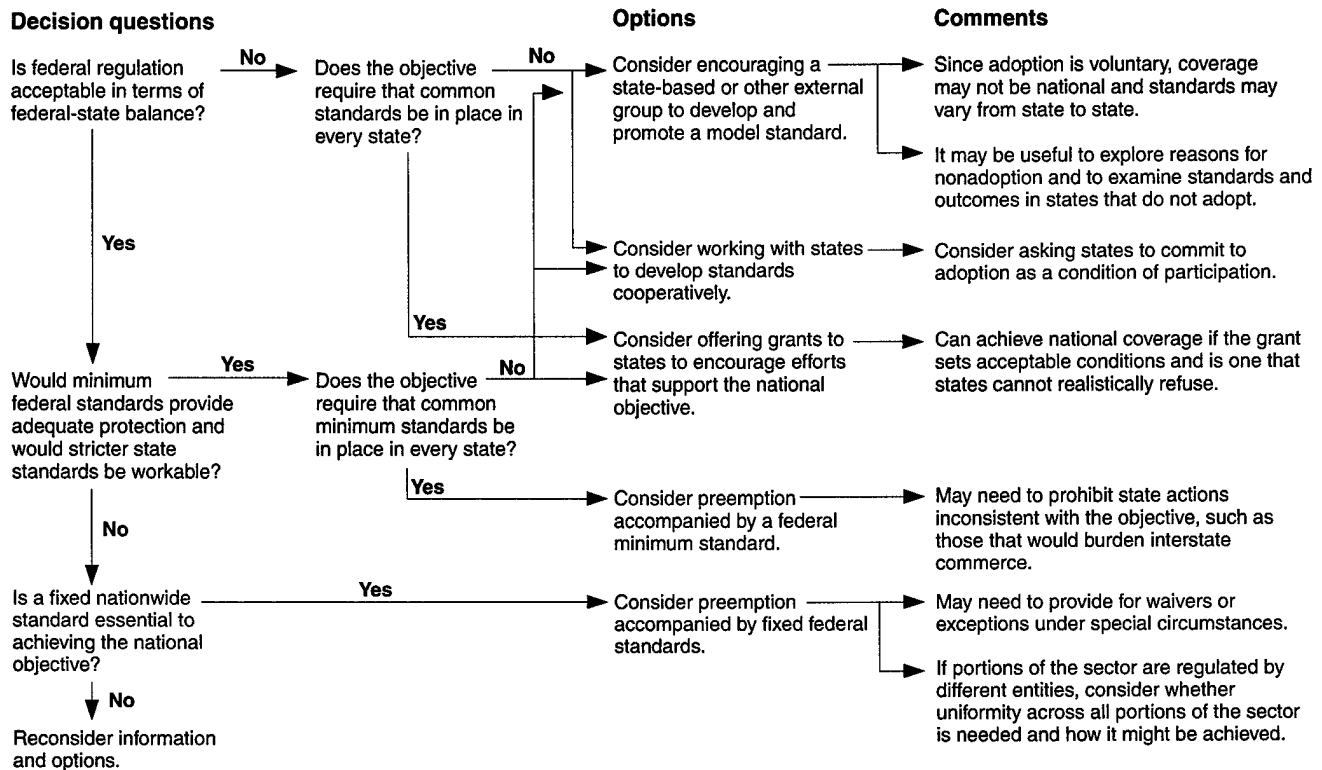 Decision questions
Options
Comments
Is federal regulation
acceptable in terms of
federal-state balance?
No
Does the objective
require that common
standards be in place in
every state?
No
Consider encouraging a
state-based or other external
group to develop and
promote a model standard.
Since adoption is voluntary, coverage
may not be national and standards may
vary from state to state.
It may be useful to explore reasons for
nonadoption and to examine standards and
outcomes in states that do not adopt.
Yes
Consider working with states
to develop standards
cooperatively.
Consider asking states to commit to
adoption as a condition of participation.
Yes
Consider offering grants to
states to encourage efforts
that support the national
objective.
Can achieve national coverage if the grant
sets acceptable conditions and is one that
states cannot realistically refuse.
Would minimum
federal standards provide
adequate protection and
would stricter state
standards be workable?
Yes
Does the objective
require that common
minimum standards be
in place in every state?
No
Yes
Consider preemption
accompanied by a federal
minimum standard.
May need to prohibit state actions
inconsistent with the objective, such as
those that would burden interstate
commerce.
No
Is a fixed nationwide
standard essential to
achieving the national
objective?
Yes
Consider preemption
accompanied by fixed federal
standards.
May need to provide for waivers or
exceptions under special circumstances.
If portions of the sector are regulated by
different entities, consider whether
uniformity across all portions of the sector
is needed and how it might be achieved.
No
Reconsider information
and options.